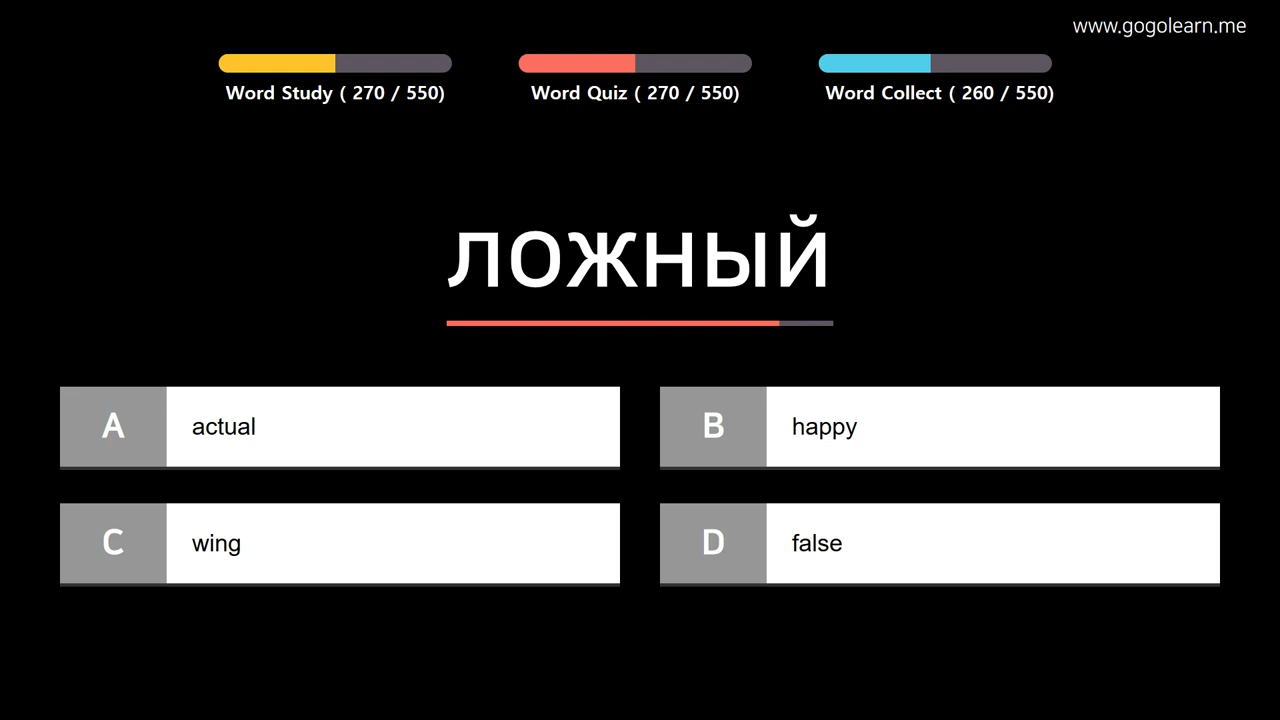 www.gogolearn.me
Word Study ( 270 / 550)
Word Quiz ( 270 / 550)
Word Collect ( 260 / 550)
ложный
A actual
B happy
C wing
D false